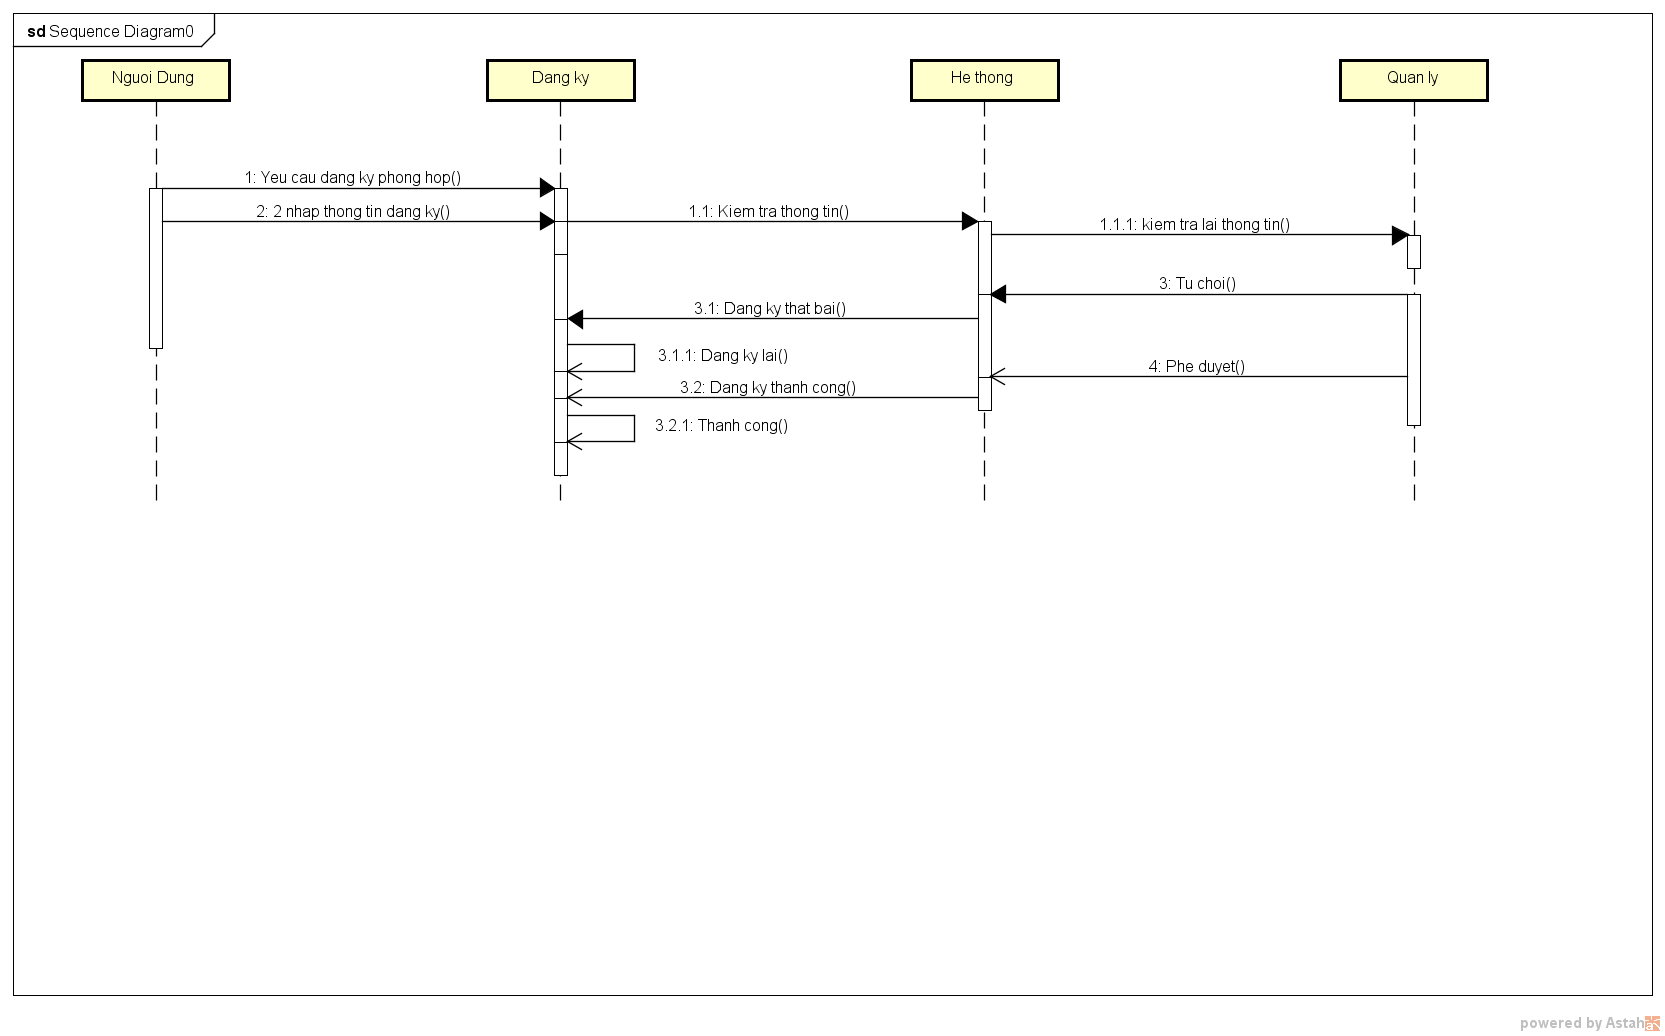 sd Sequence Diagram0
Nguoi Dung
Dang ky
He thong
Quan ly
1: Yeu cau dang ky phong hop()
2: 2 nhap thong tin dang ky()
1.1: Kiem tra thong tin()
1.1.1: kiem tra lai thong tin()
3: Tu choi()
3.1: Dang ky that bai()
3.1.1: Dang ky lai()
4: Phe duyet()
3.2: Dang ky thanh cong()
3.2.1: Thanh cong()
powered by Astah